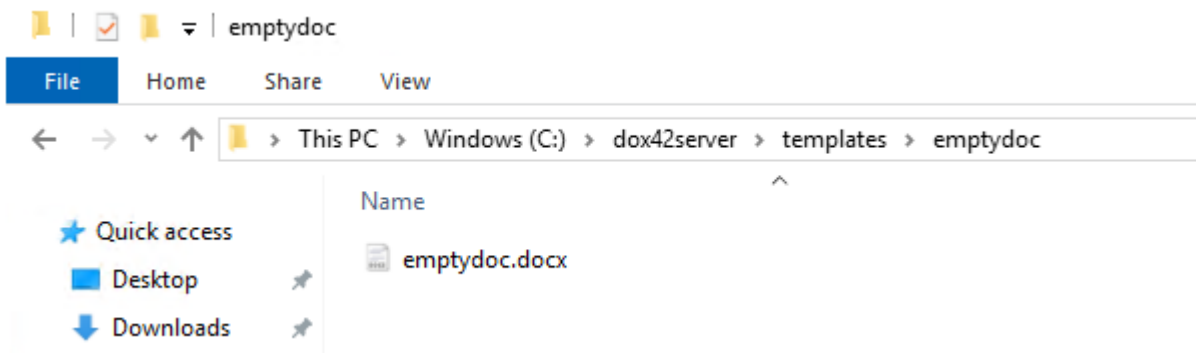 emptydoc
File Home Share View
This PC > Windows (C:) > dox42server > templates > emptydoc
Name
Quick access
emptydoc.docx
Desktop
Downloads